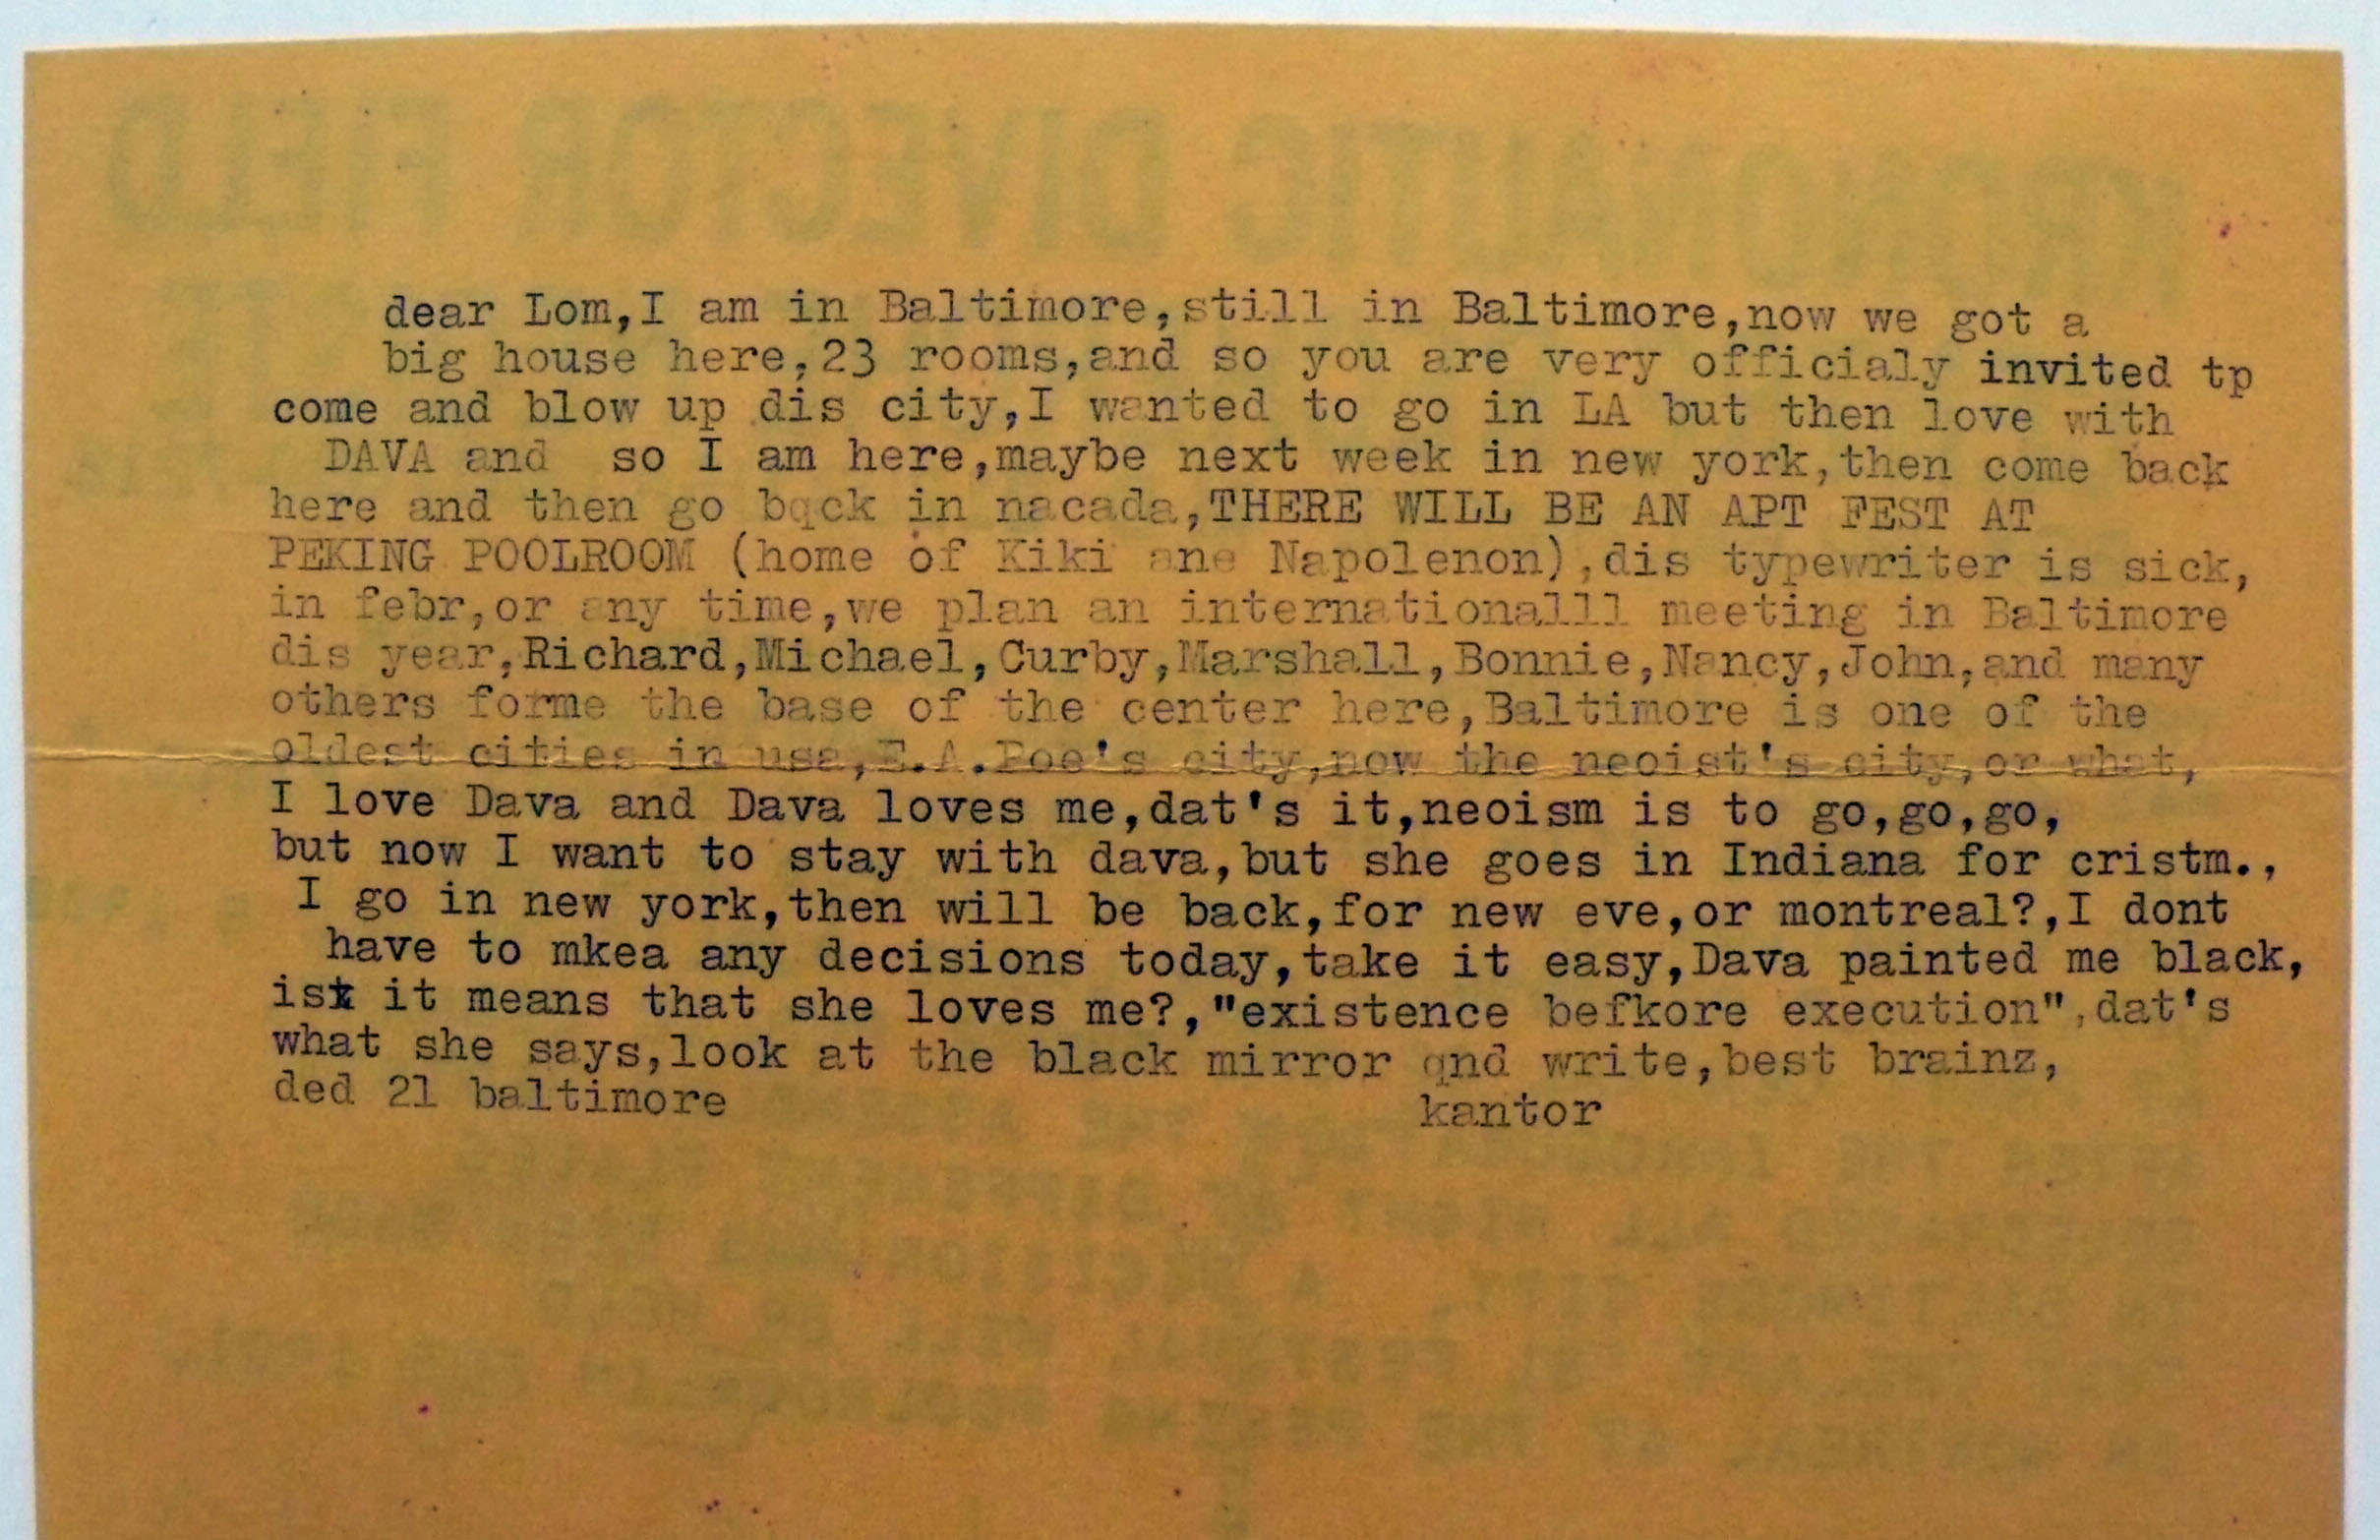 dear Lom,I am in Baltimore,still in Baltimore,now we got a
big house here,23 rooms,and so you are very officialy invited tp
come and blow up dis city,I wanted to go in LA but then love with
DAVA and so I am here,maybe next week in new york,then come back
here and then go bqck in nacada,THERE WILL BE AN APT FEST AT
PEKING POOLROOM (home of Kiki ane Napolenon),dis typewriter is sick,
in febr,or any time,we plan an internationalll meeting in Baltimore
dis year,Richard,Michael,Curby,Marshall,Bonnie,Nancy,John,and many
others forme the base of the center here,Baltimore is one of the
oldest cities in usa,E.A.Poe's city,now the neoist's city,or what,
I love Dava and Dava loves me,dat's it,neoism is to go,go,go,
but now I want to stay with dava,but she goes in Indiana for cristm.,
I go in new york,then will be back,for new eve,or montreal?,I dont
have to mkea any decisions today,take it easy,Dava painted me black,
is it means that she loves me?,"existence befkore execution",dat's
what she says,look at the black mirror qnd write,best brainz,
ded 21 baltimore kantor